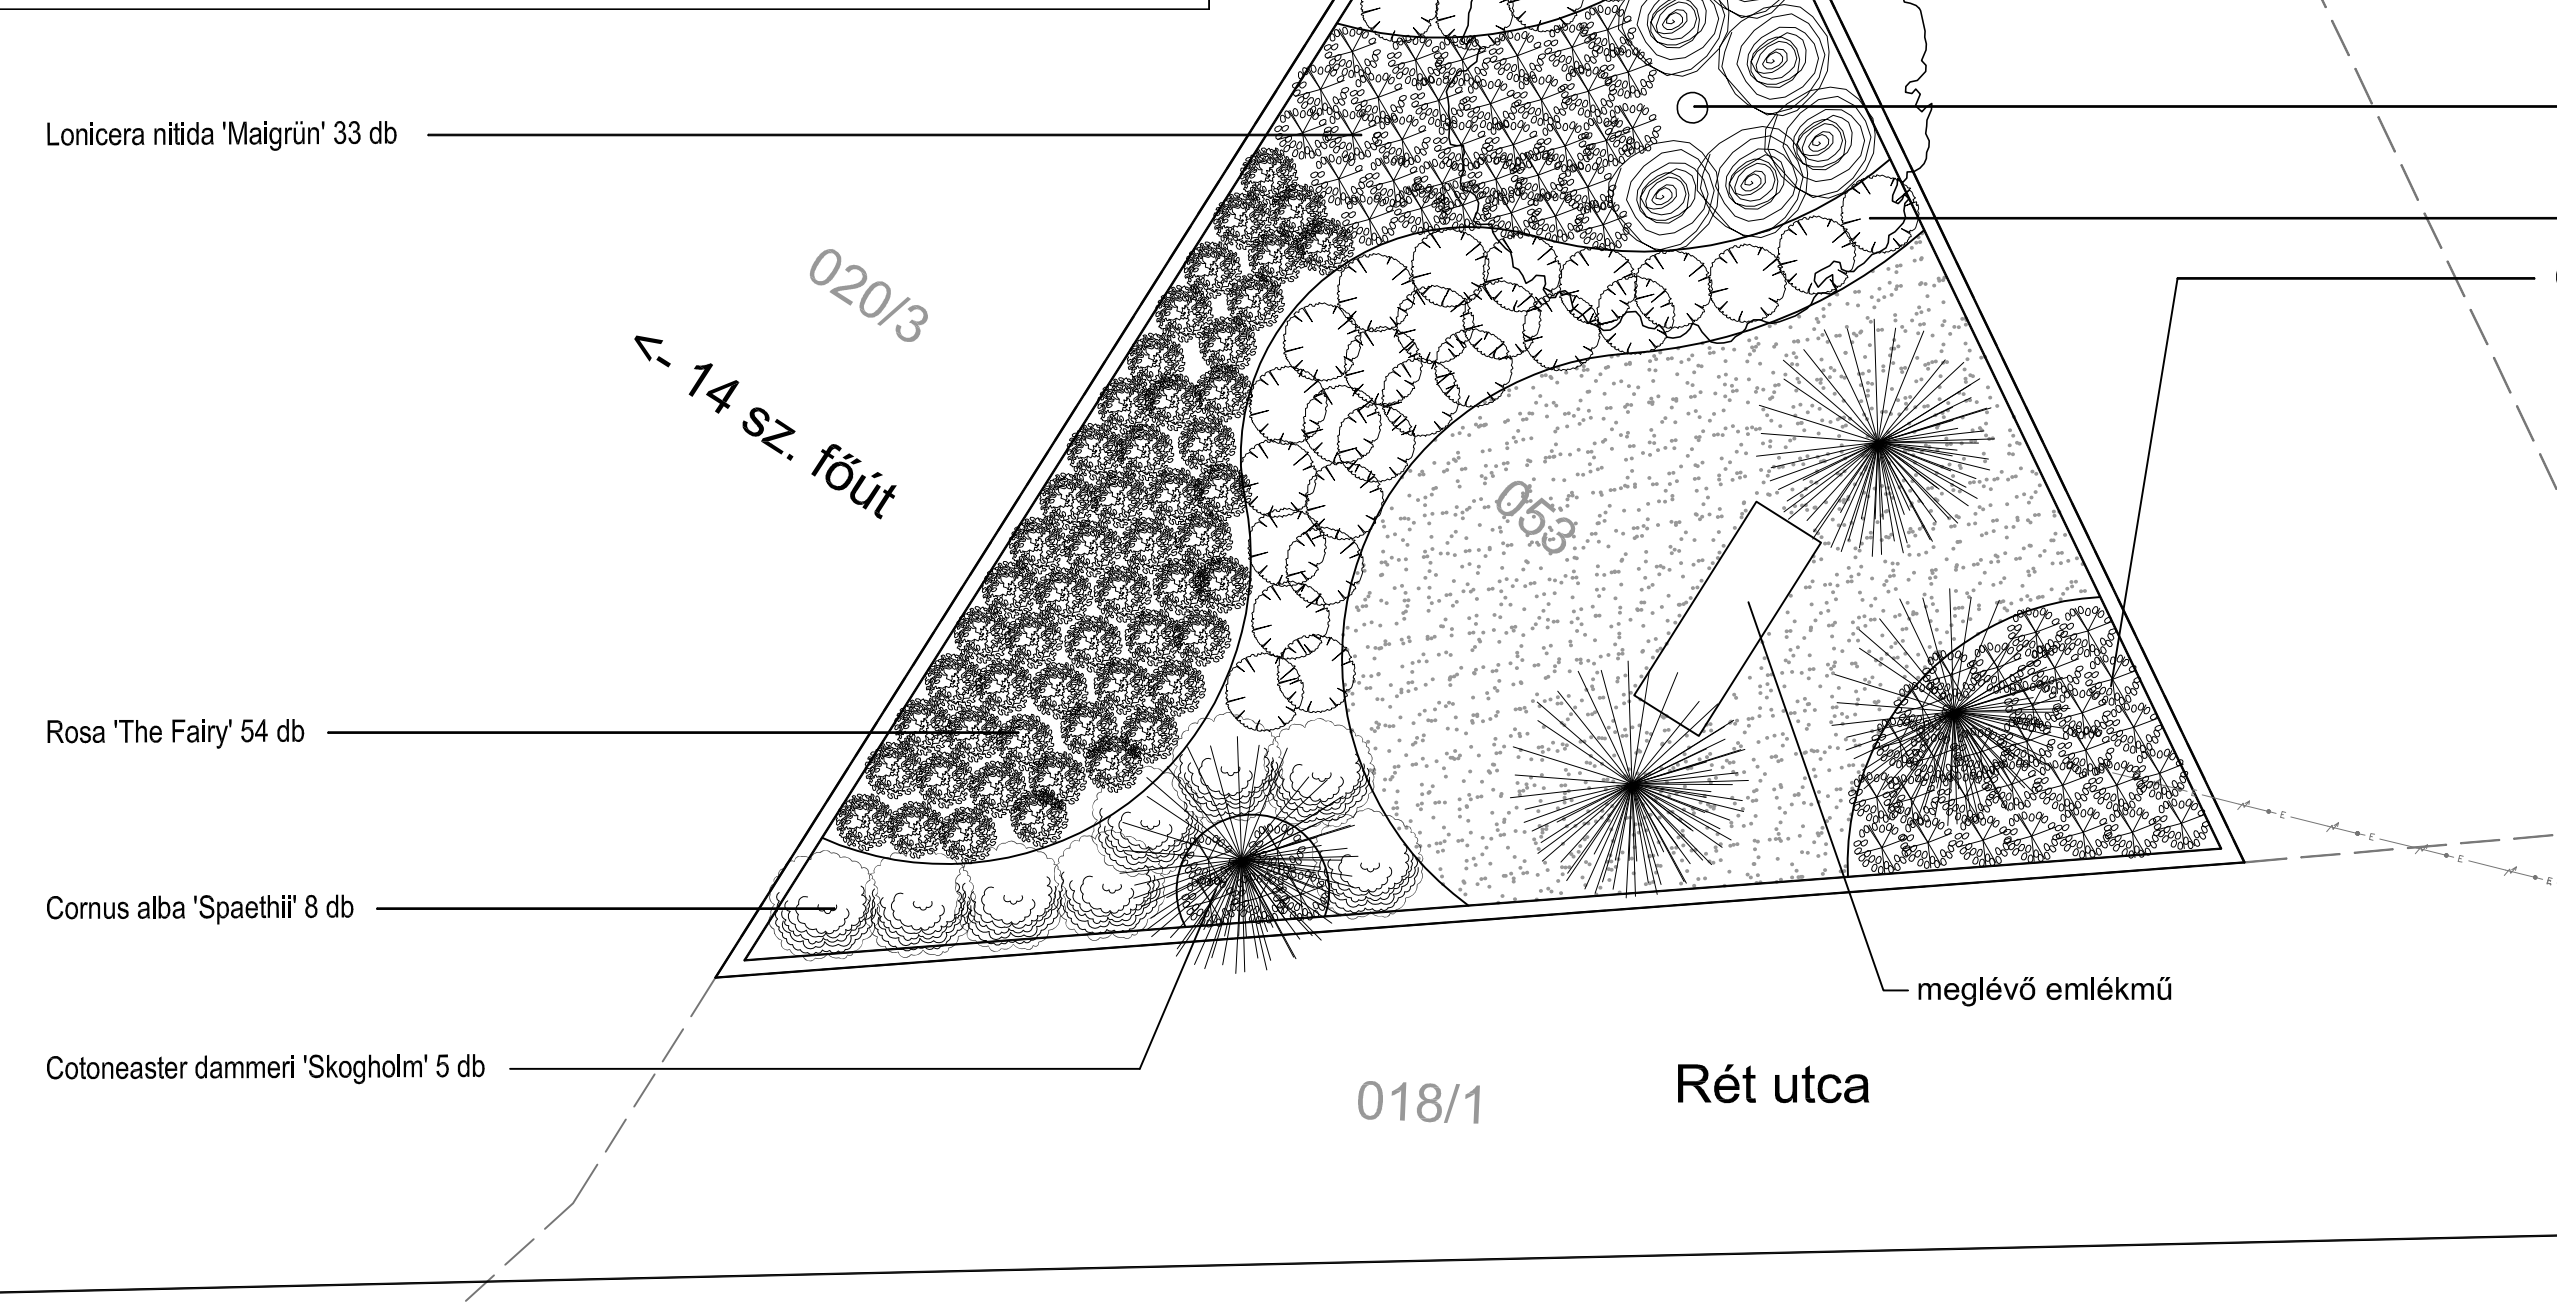 Lonicera nitida 'Maigrün' 33 db
020/3
<- 14 sz. főút
053
Rosa 'The Fairy' 54 db
E
E
E
E
Cornus alba 'Spaethii' 8 db
meglévő emlékmű
Cotoneaster dammeri 'Skogholm' 5 db
018/1
Rét utca